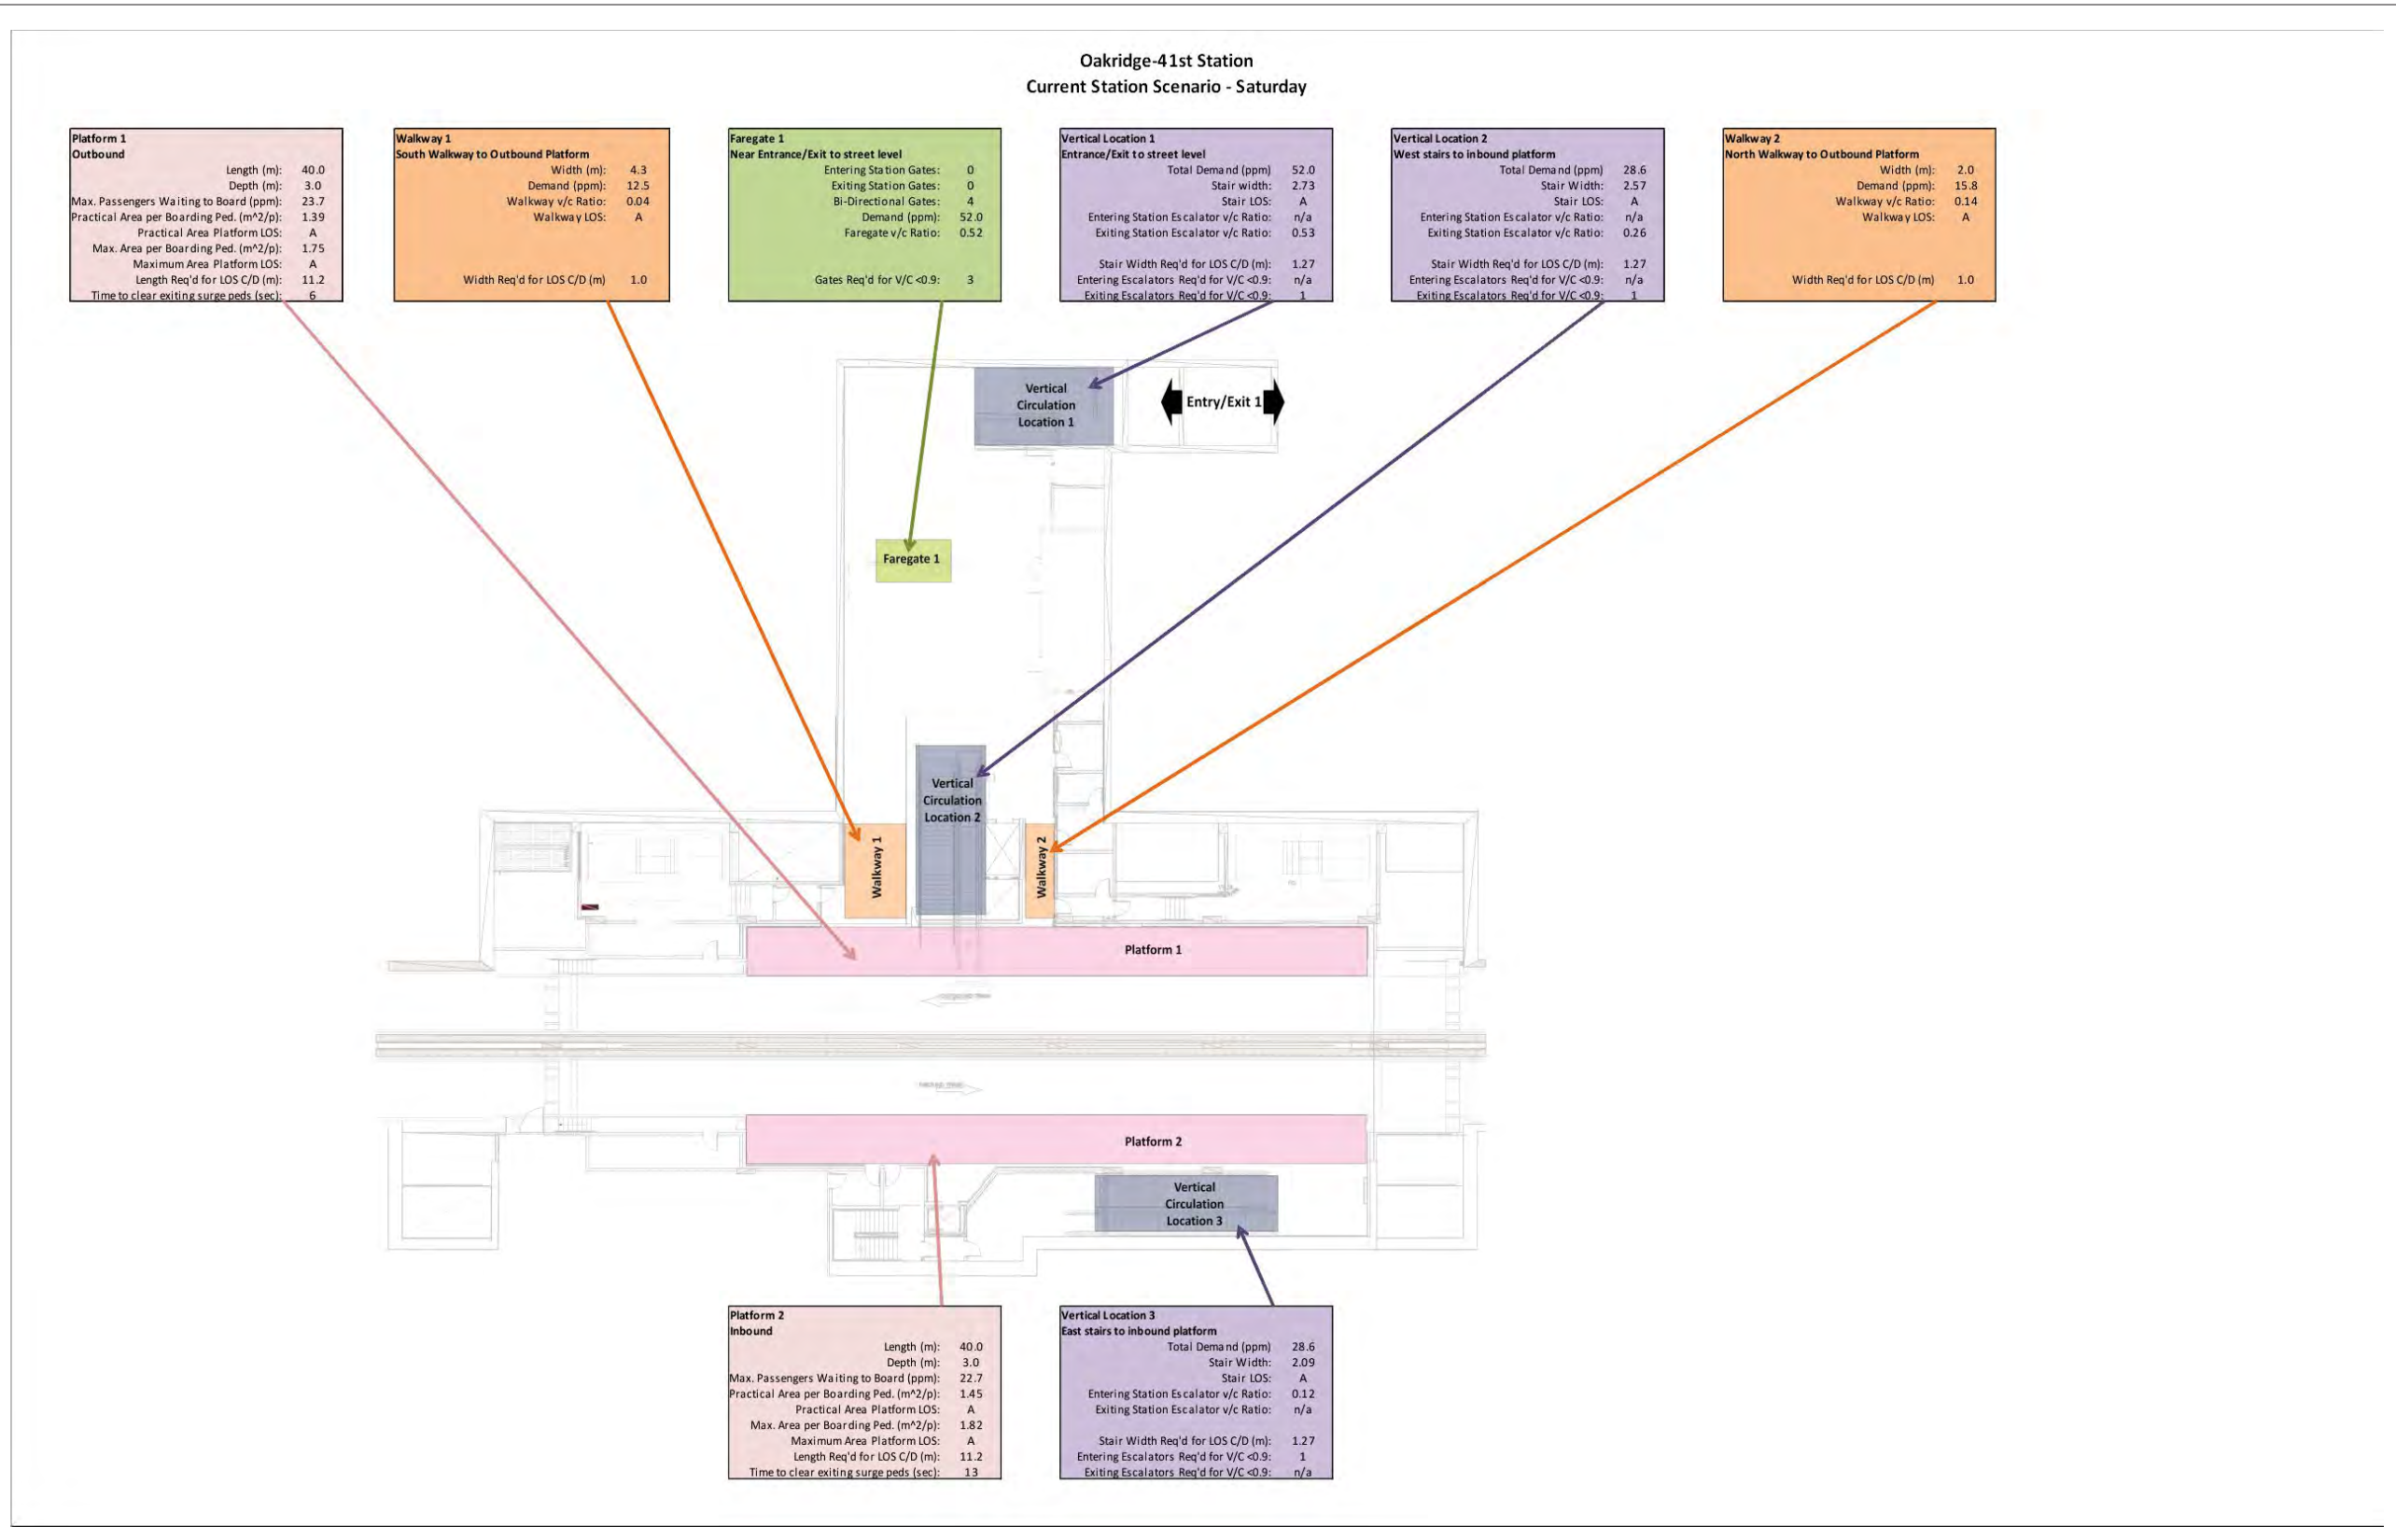 Oakridge-41st Station
Current Station Scenario - Saturday
Platform 1
Outbound
Length (m): 40.0
Depth (m): 3.0
Max. Passengers Waiting to Board (ppm): 23.7
Practical Area per Boarding Ped. (m^2/p): 1.39
Practical Area Platform LOS: A
Max. Area per Boarding Ped. (m^2/p): 1.75
Maximum Area Platform LOS: A
Length Req'd for LOS C/D (m): 11.2
Time to clear exiting surge peds (sec): 6
Walkway 1
South Walkway to Outbound Platform
Width (m): 4.3
Demand (ppm): 12.5
Walkway v/c Ratio: 0.04
Walkway LOS: A
Width Req'd for LOS C/D (m) 1.0
Faregate 1
Near Entrance/Exit to street level
Entering Station Gates: 0
Exiting Station Gates: 0
Bi-Directional Gates: 4
Demand (ppm): 52.0
Faregate v/c Ratio: 0.52
Gates Req'd for V/C <0.9: 3
Vertical Location 1
Entrance/Exit to street level
Total Demand (ppm) 52.0
Stair width: 2.73
Stair LOS: A
Entering Station Escalator v/c Ratio: n/a
Exiting Station Escalator v/c Ratio: 0.53
Stair Width Req'd for LOS C/D (m): 1.27
Entering Escalators Req'd for V/C <0.9: n/a
Exiting Escalators Req'd for V/C <0.9: 1
Vertical Location 2
West stairs to inbound platform
Total Demand (ppm) 28.6
Stair Width: 2.57
Stair LOS: A
Entering Station Escalator v/c Ratio: n/a
Exiting Station Escalator v/c Ratio: 0.26
Stair Width Req'd for LOS C/D (m): 1.27
Entering Escalators Req'd for V/C <0.9: n/a
Exiting Escalators Req'd for V/C <0.9: 1
Walkway 2
North Walkway to Outbound Platform
Width (m): 2.0
Demand (ppm): 15.8
Walkway v/c Ratio: 0.14
Walkway LOS: A
Width Req'd for LOS C/D (m) 1.0
Vertical
Circulation
Location 1
Entry/Exit 1
Faregate 1
Vertical
Circulation
Location 2
Walkway 1
Walkway 2
Platform 1
Platform 2
Vertical
Circulation
Location 3
Platform 2
Inbound
Length (m): 40.0
Depth (m): 3.0
Max. Passengers Waiting to Board (ppm): 22.7
Practical Area per Boarding Ped. (m^2/p): 1.45
Practical Area Platform LOS: A
Max. Area per Boarding Ped. (m^2/p): 1.82
Maximum Area Platform LOS: A
Length Req'd for LOS C/D (m): 11.2
Time to clear exiting surge peds (sec): 13
Vertical Location 3
East stairs to inbound platform
Total Demand (ppm) 28.6
Stair Width: 2.09
Stair LOS: A
Entering Station Escalator v/c Ratio: 0.12
Exiting Station Escalator v/c Ratio: n/a
Stair Width Req'd for LOS C/D (m): 1.27
Entering Escalators Req'd for V/C <0.9: 1
Exiting Escalators Req'd for V/C <0.9: n/a